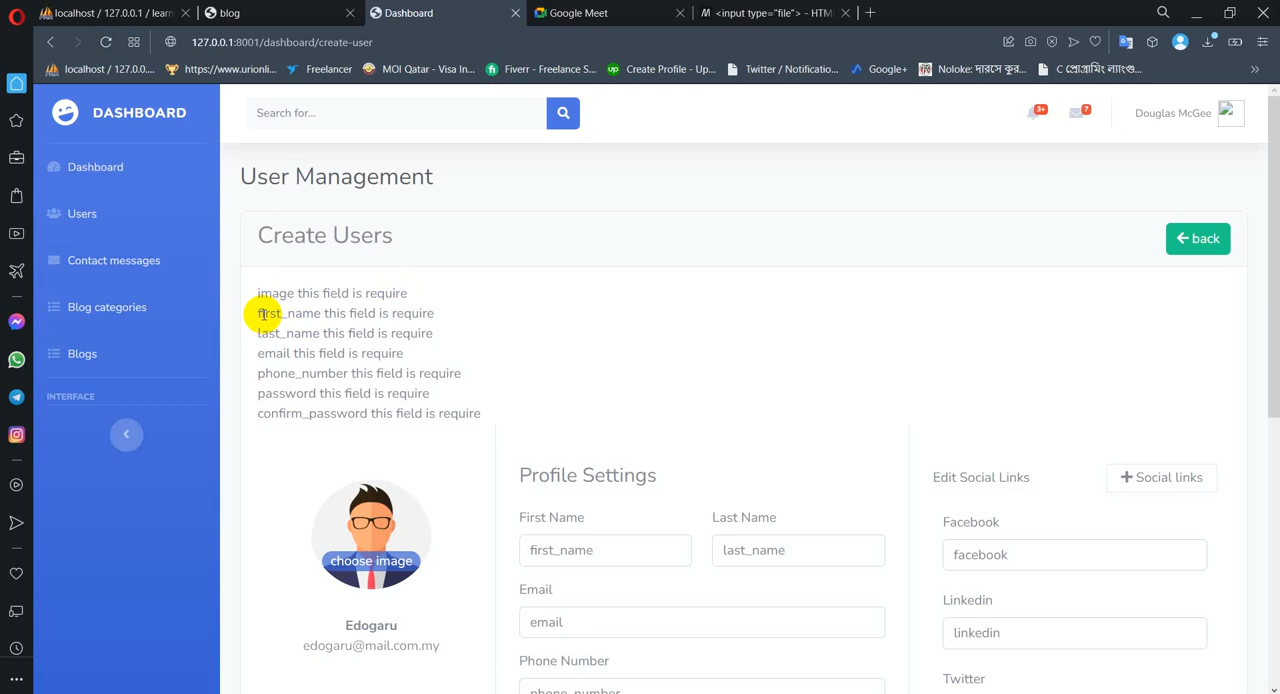 localhost / 127.0.0.1 / learn
blog
Dashboard
Google Meet
<input type="file"> - HTM
127.0.0.1:8001/dashboard/create-user
localhost / 127.0.0....
https://www.urionli...
Freelancer
MOI Qatar - Visa In...
Fiverr - Freelance S...
Create Profile - Up...
Twitter / Notificatio...
Google+
Noloke: দারসে কুর...
C প্রোগ্রামিং ল্যাংগু...
DASHBOARD
Search for...
3+
7
Douglas McGee
Dashboard
Users
Contact messages
Blog categories
Blogs
INTERFACE
User Management
Create Users
back
image this field is require
first_name this field is require
last_name this field is require
email this field is require
phone_number this field is require
password this field is require
confirm_password this field is require
choose image
Edogaru
edogaru@mail.com.my
Profile Settings
First Name
Last Name
first_name
last_name
Email
email
Phone Number
phone_number
Edit Social Links
+ Social links
Facebook
facebook
Linkedin
linkedin
Twitter